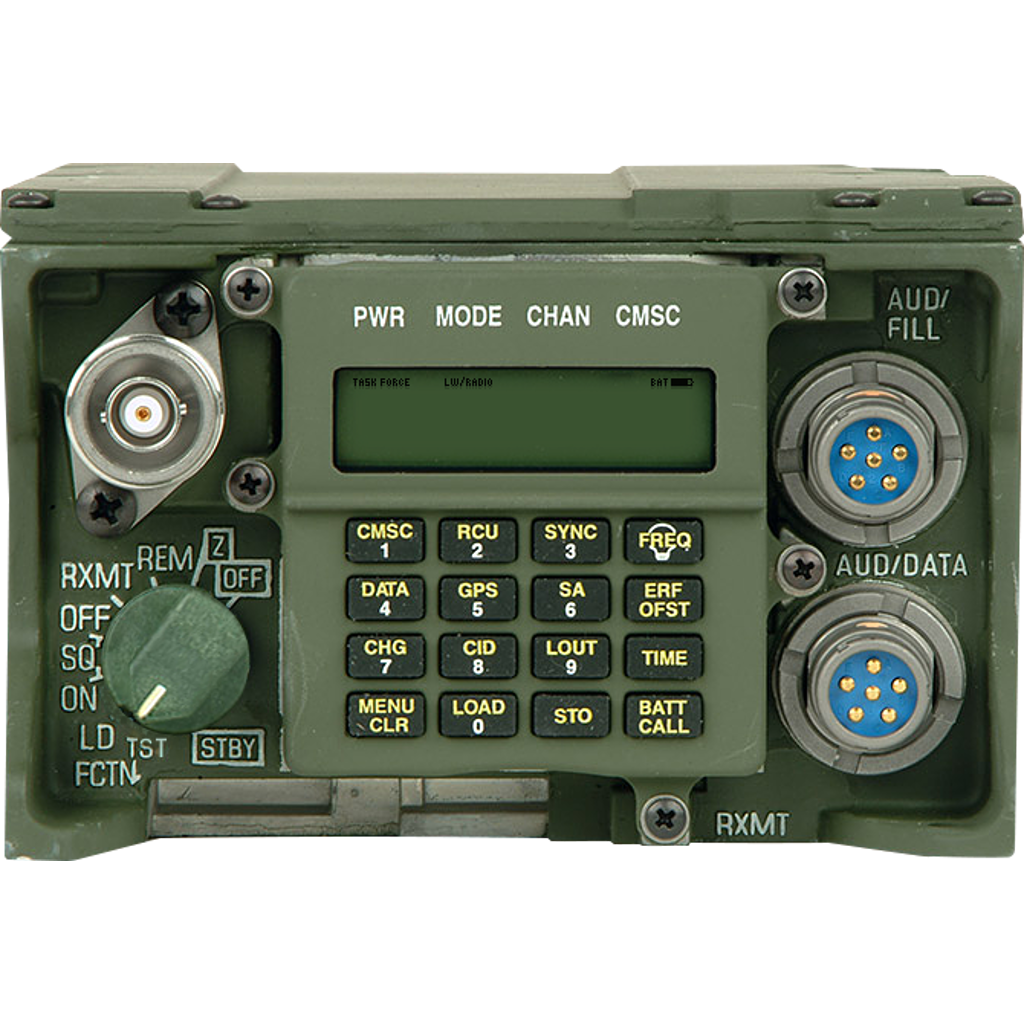 PWR MODE CHAN CMSC
AUD/
FILL
TASK FORCE LW/RADIO BAT
CMSC
1
RCU
2
SYNC
3
FREQ
DATA
4
GPS
5
SA
6
ERF
OFST
CHG
7
CID
8
LOUT
9
TIME
MENU
CLR
LOAD
0
STO
BATT
CALL
Z
REM
OFF
RXMT
OFF
SQ
ON
LD
TST
STBY
FCTN
AUD/DATA
RXMT